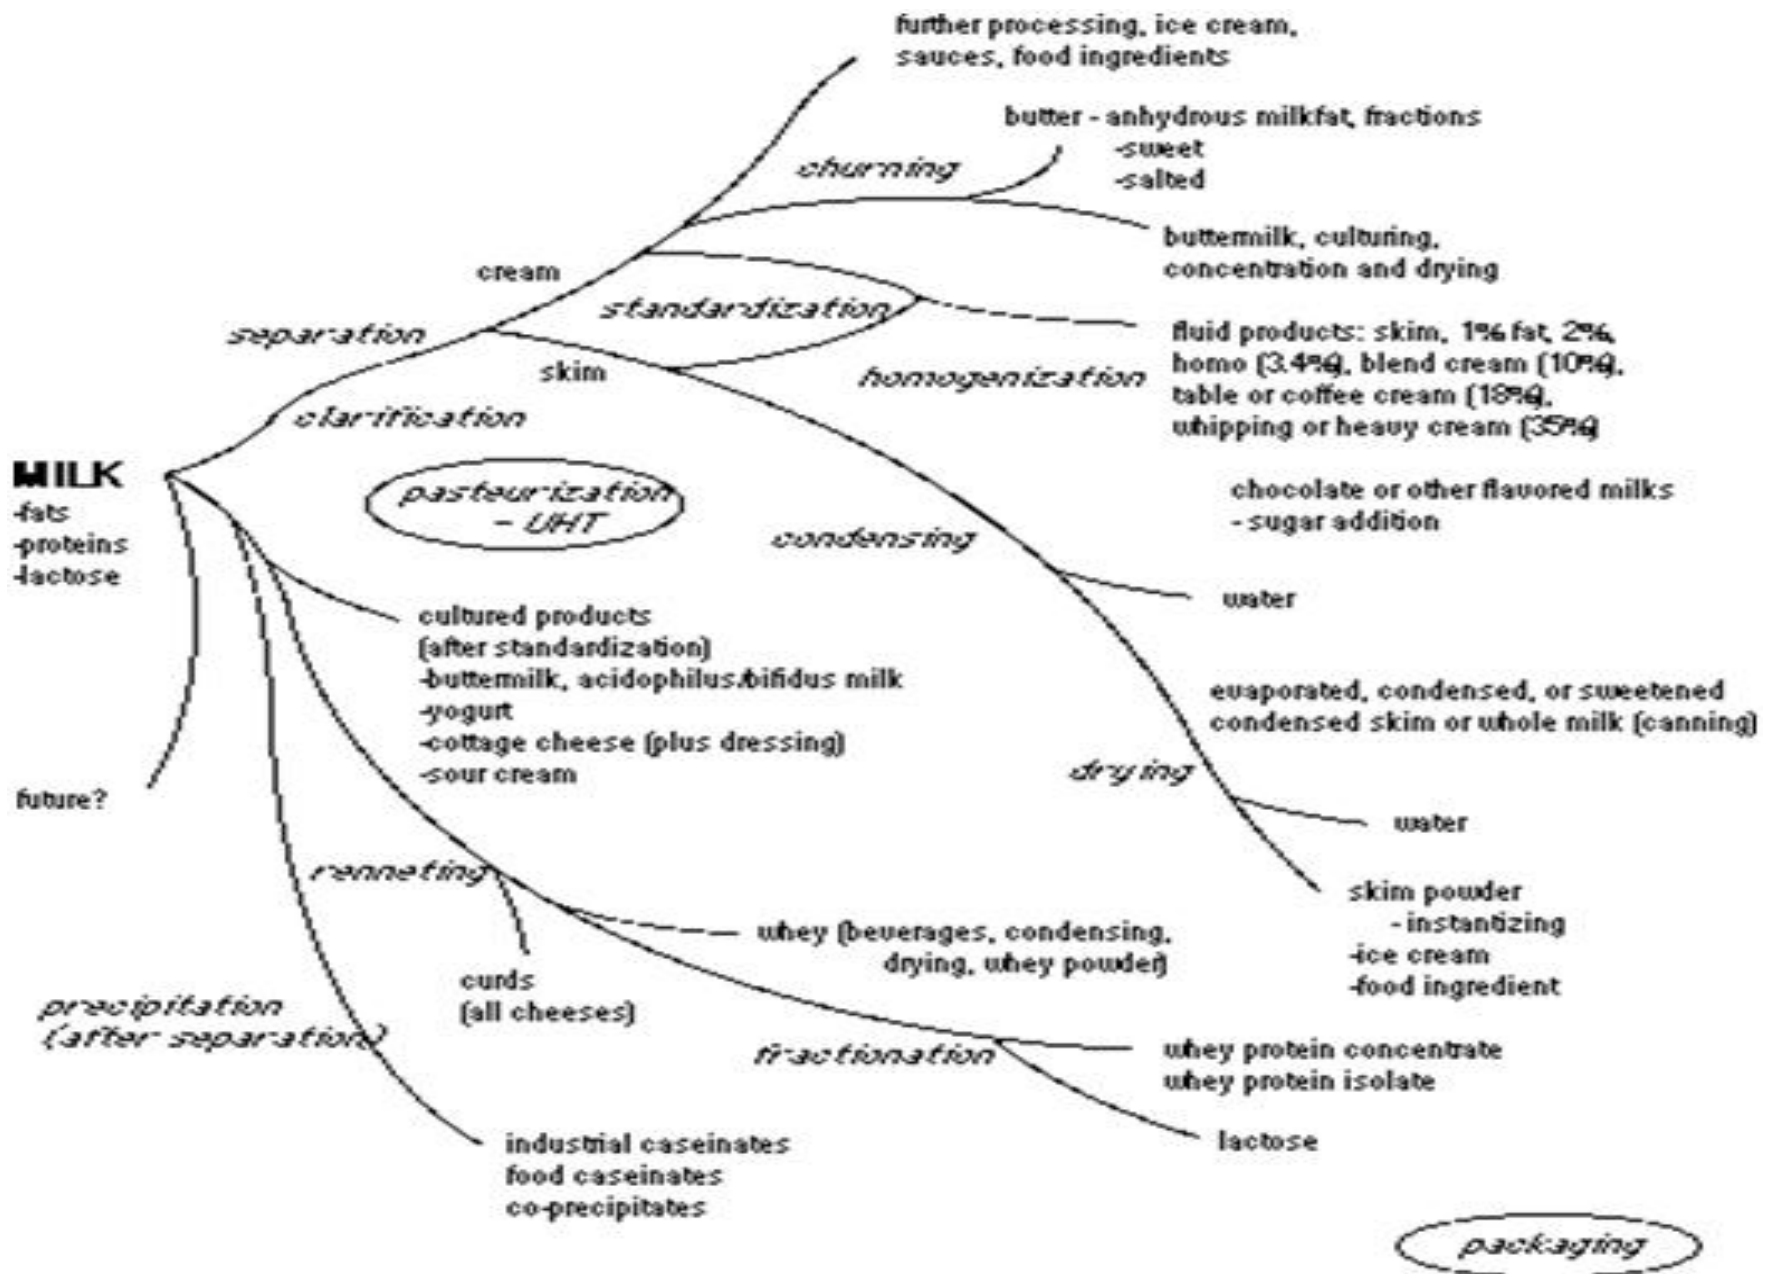 further processing, ice cream,
sauces, food ingredients
butter - anhydrous milkfat, fractions
-sweet
-salted
churning
buttermilk, culturing,
concentration and drying
cream
standardization
separation
fluid products: skim, 1% fat, 2%,
homo (3.4%), blend cream (10%),
table or coffee cream (18%),
whipping or heavy cream (35%)
skim
homogenization
clarification
MILK
-fats
-proteins
-lactose
pasteurization
- UHT
chocolate or other flavored milks
- sugar addition
condensing
water
cultured products
(after standardization)
-buttermilk, acidophilus/bifidus milk
-yogurt
-cottage cheese (plus dressing)
-sour cream
evaporated, condensed, or sweetened
condensed skim or whole milk (canning)
drying
future?
water
renneting
skim powder
- instantizing
-ice cream
-food ingredient
whey (beverages, condensing,
drying, whey powder)
curds
(all cheeses)
precipitation
(after separation)
fractionation
whey protein concentrate
whey protein isolate
lactose
industrial caseinates
food caseinates
co-precipitates
packaging